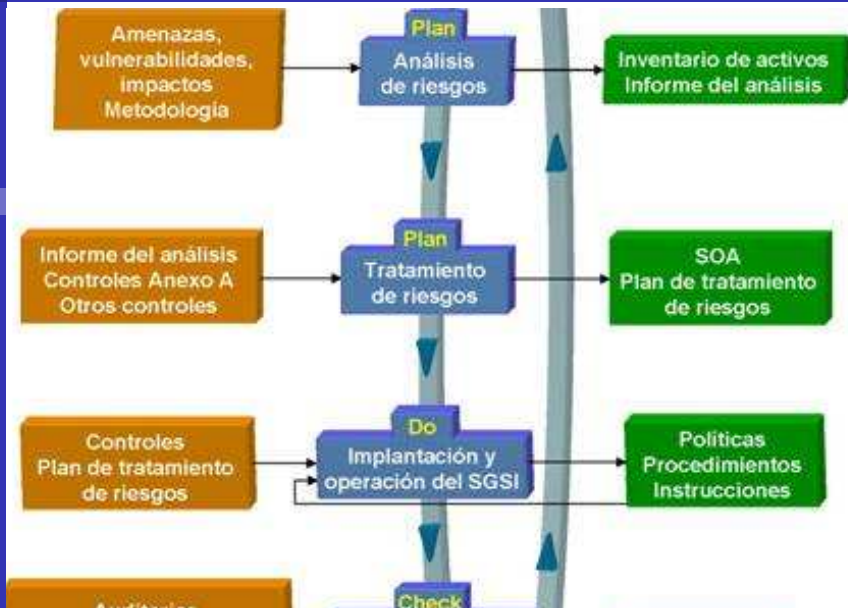 Amenazas,
vulnerabilidades,
impactos
Metodología
Plan
Análisis
de riesgos
Inventario de activos
Informe del análisis
Informe del análisis
Controles Anexo A
Otros controles
Plan
Tratamiento
de riesgos
SOA
Plan de tratamiento
de riesgos
Controles
Plan de tratamiento
de riesgos
Do
Implantación y
operación del SGSI
Políticas
Procedimientos
Instrucciones
Check